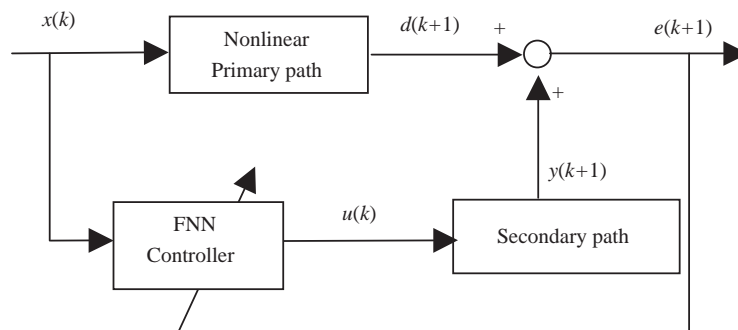 x(k)
Nonlinear
Primary path
d(k+1)
+
e(k+1)
+
y(k+1)
FNN
Controller
u(k)
Secondary path